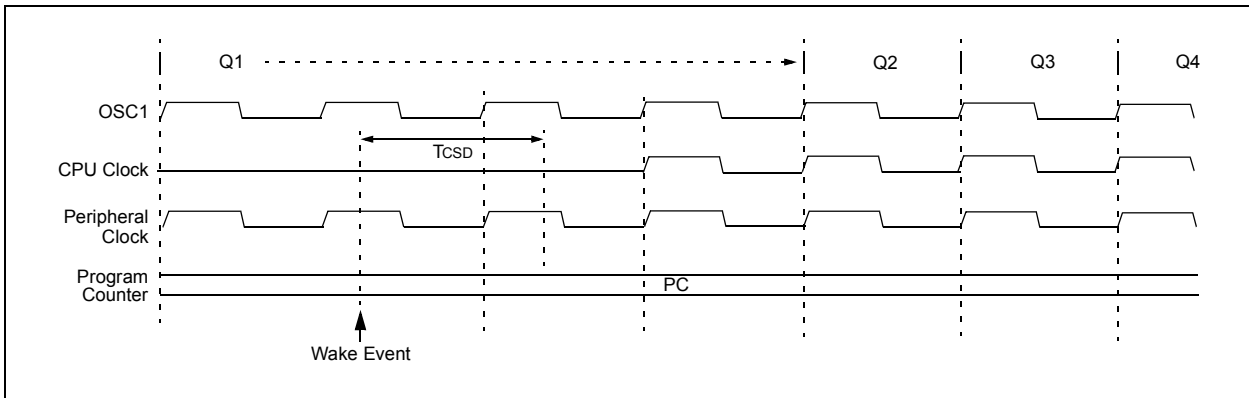 Q1 Q2 Q3 Q4
OSC1
TCSD
CPU Clock
Peripheral
Clock
Program
Counter
PC
Wake Event